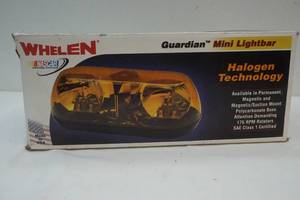 WHELEN
Guardian™ Mini Lightbar
NASCAR
Halogen
Technology
Available in Permanent,
Magnetic and
Magnetic/Suction Mount
Polycarbonate Base
Attention Demanding
175 RPM Rotators
SAE Class 1 Certified